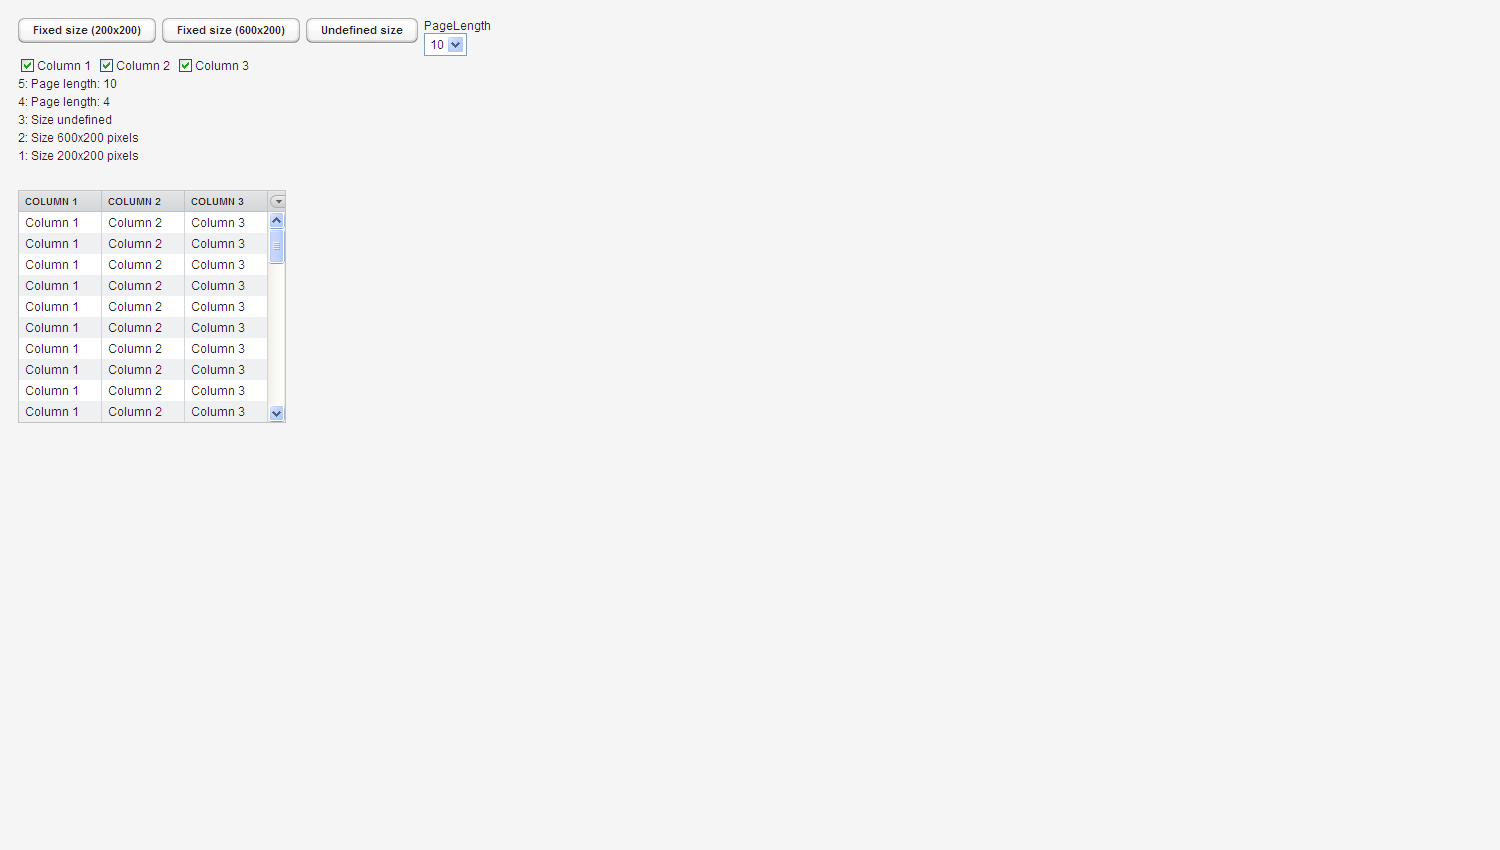 Fixed size (200x200) Fixed size (600x200) Undefined size PageLength
10
Column 1 Column 2 Column 3
5: Page length: 10
4: Page length: 4
3: Size undefined
2: Size 600x200 pixels
1: Size 200x200 pixels
COLUMN 1 COLUMN 2 COLUMN 3
Column 1 Column 2 Column 3
Column 1 Column 2 Column 3
Column 1 Column 2 Column 3
Column 1 Column 2 Column 3
Column 1 Column 2 Column 3
Column 1 Column 2 Column 3
Column 1 Column 2 Column 3
Column 1 Column 2 Column 3
Column 1 Column 2 Column 3
Column 1 Column 2 Column 3